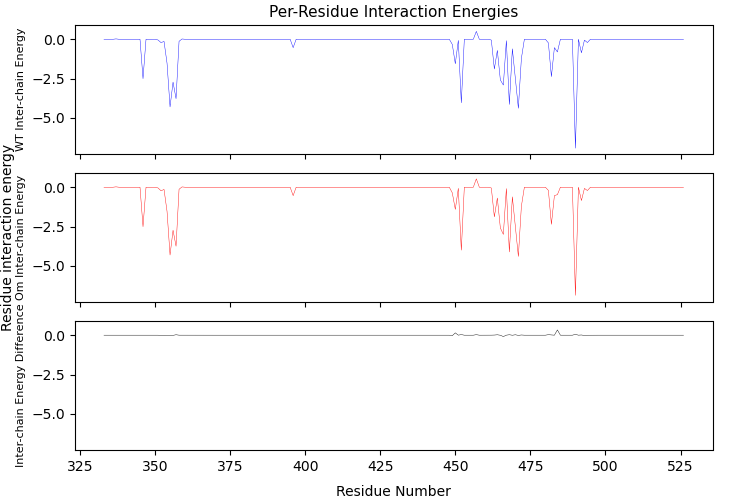 Per-Residue Interaction Energies
Residue interaction energy
WT Inter-chain Energy
0.0
−2.5
−5.0
Om Inter-chain Energy
0.0
−2.5
−5.0
Inter-chain Energy Difference
0.0
−2.5
−5.0
325 350 375 400 425 450 475 500 525
Residue Number